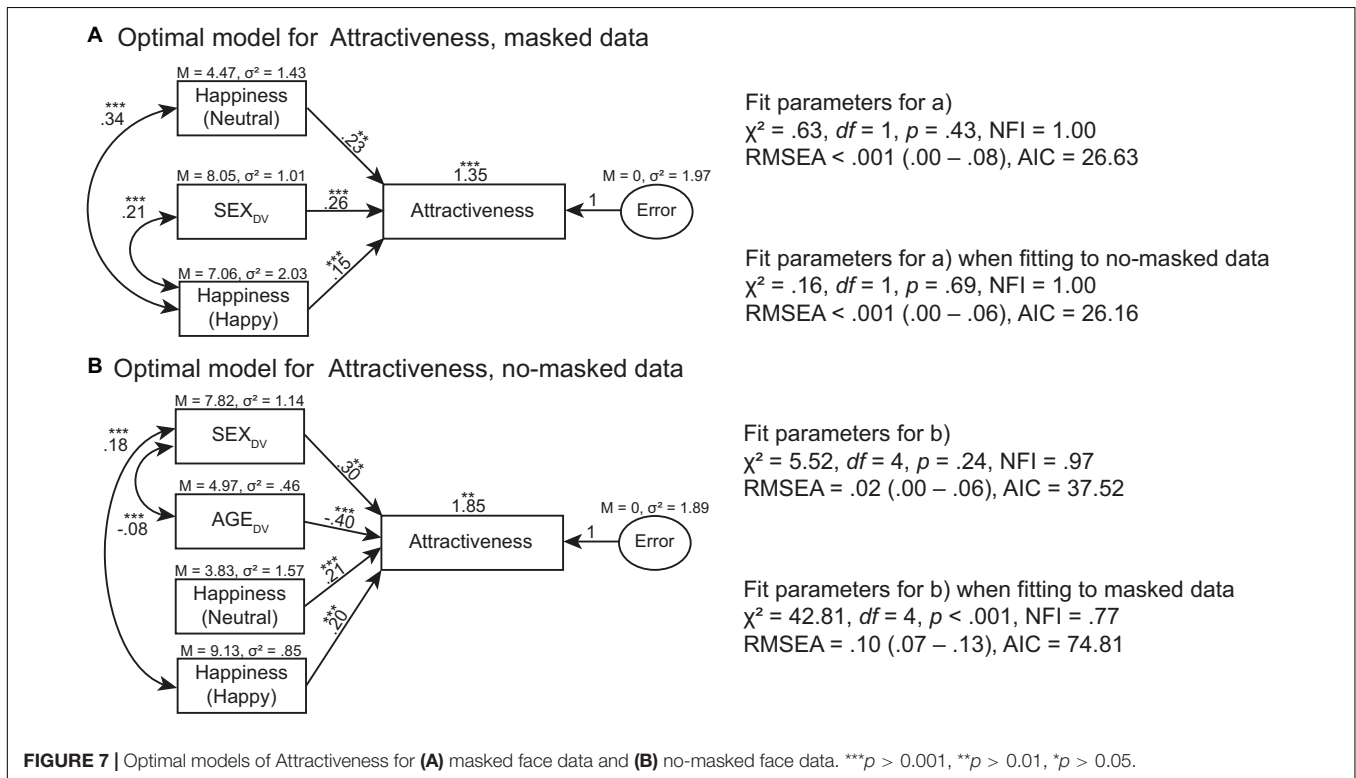 A Optimal model for Attractiveness, masked data
M = 4.47, σ² = 1.43
Happiness
(Neutral)
***
.34
.23**
M = 8.05, σ² = 1.01
SEX_DV
***
.21
***
.26
M = 7.06, σ² = 2.03
Happiness
(Happy)
***
.15
***
1.35
Attractiveness
M = 0, σ² = 1.97
1
Error
Fit parameters for a)
χ² = .63, df = 1, p = .43, NFI = 1.00
RMSEA < .001 (.00 – .08), AIC = 26.63
Fit parameters for a) when fitting to no-masked data
χ² = .16, df = 1, p = .69, NFI = 1.00
RMSEA < .001 (.00 – .06), AIC = 26.16
B Optimal model for Attractiveness, no-masked data
M = 7.82, σ² = 1.14
SEX_DV
***
.18
.30**
M = 4.97, σ² = .46
AGE_DV
***
-.08
***
-.40
M = 3.83, σ² = 1.57
Happiness
(Neutral)
***
.21
M = 9.13, σ² = .85
Happiness
(Happy)
***
.20
**
1.85
Attractiveness
M = 0, σ² = 1.89
1
Error
Fit parameters for b)
χ² = 5.52, df = 4, p = .24, NFI = .97
RMSEA = .02 (.00 – .06), AIC = 37.52
Fit parameters for b) when fitting to masked data
χ² = 42.81, df = 4, p < .001, NFI = .77
RMSEA = .10 (.07 – .13), AIC = 74.81
FIGURE 7 | Optimal models of Attractiveness for (A) masked face data and (B) no-masked face data. ***p > 0.001, **p > 0.01, *p > 0.05.